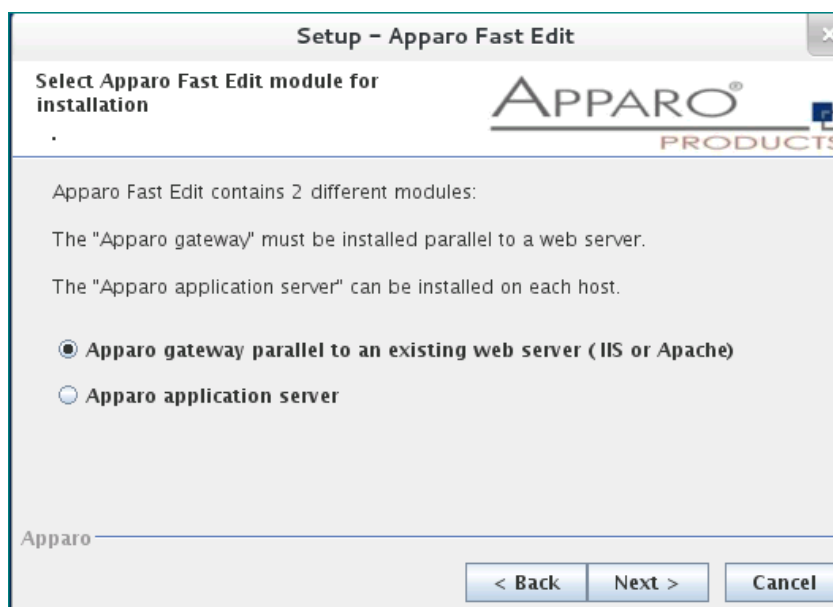 Setup - Apparo Fast Edit
Select Apparo Fast Edit module for
installation
.
APPARO®
PRODUCTS
Apparo Fast Edit contains 2 different modules:
The "Apparo gateway" must be installed parallel to a web server.
The "Apparo application server" can be installed on each host.
Apparo gateway parallel to an existing web server (IIS or Apache)
Apparo application server
Apparo
< Back
Next >
Cancel